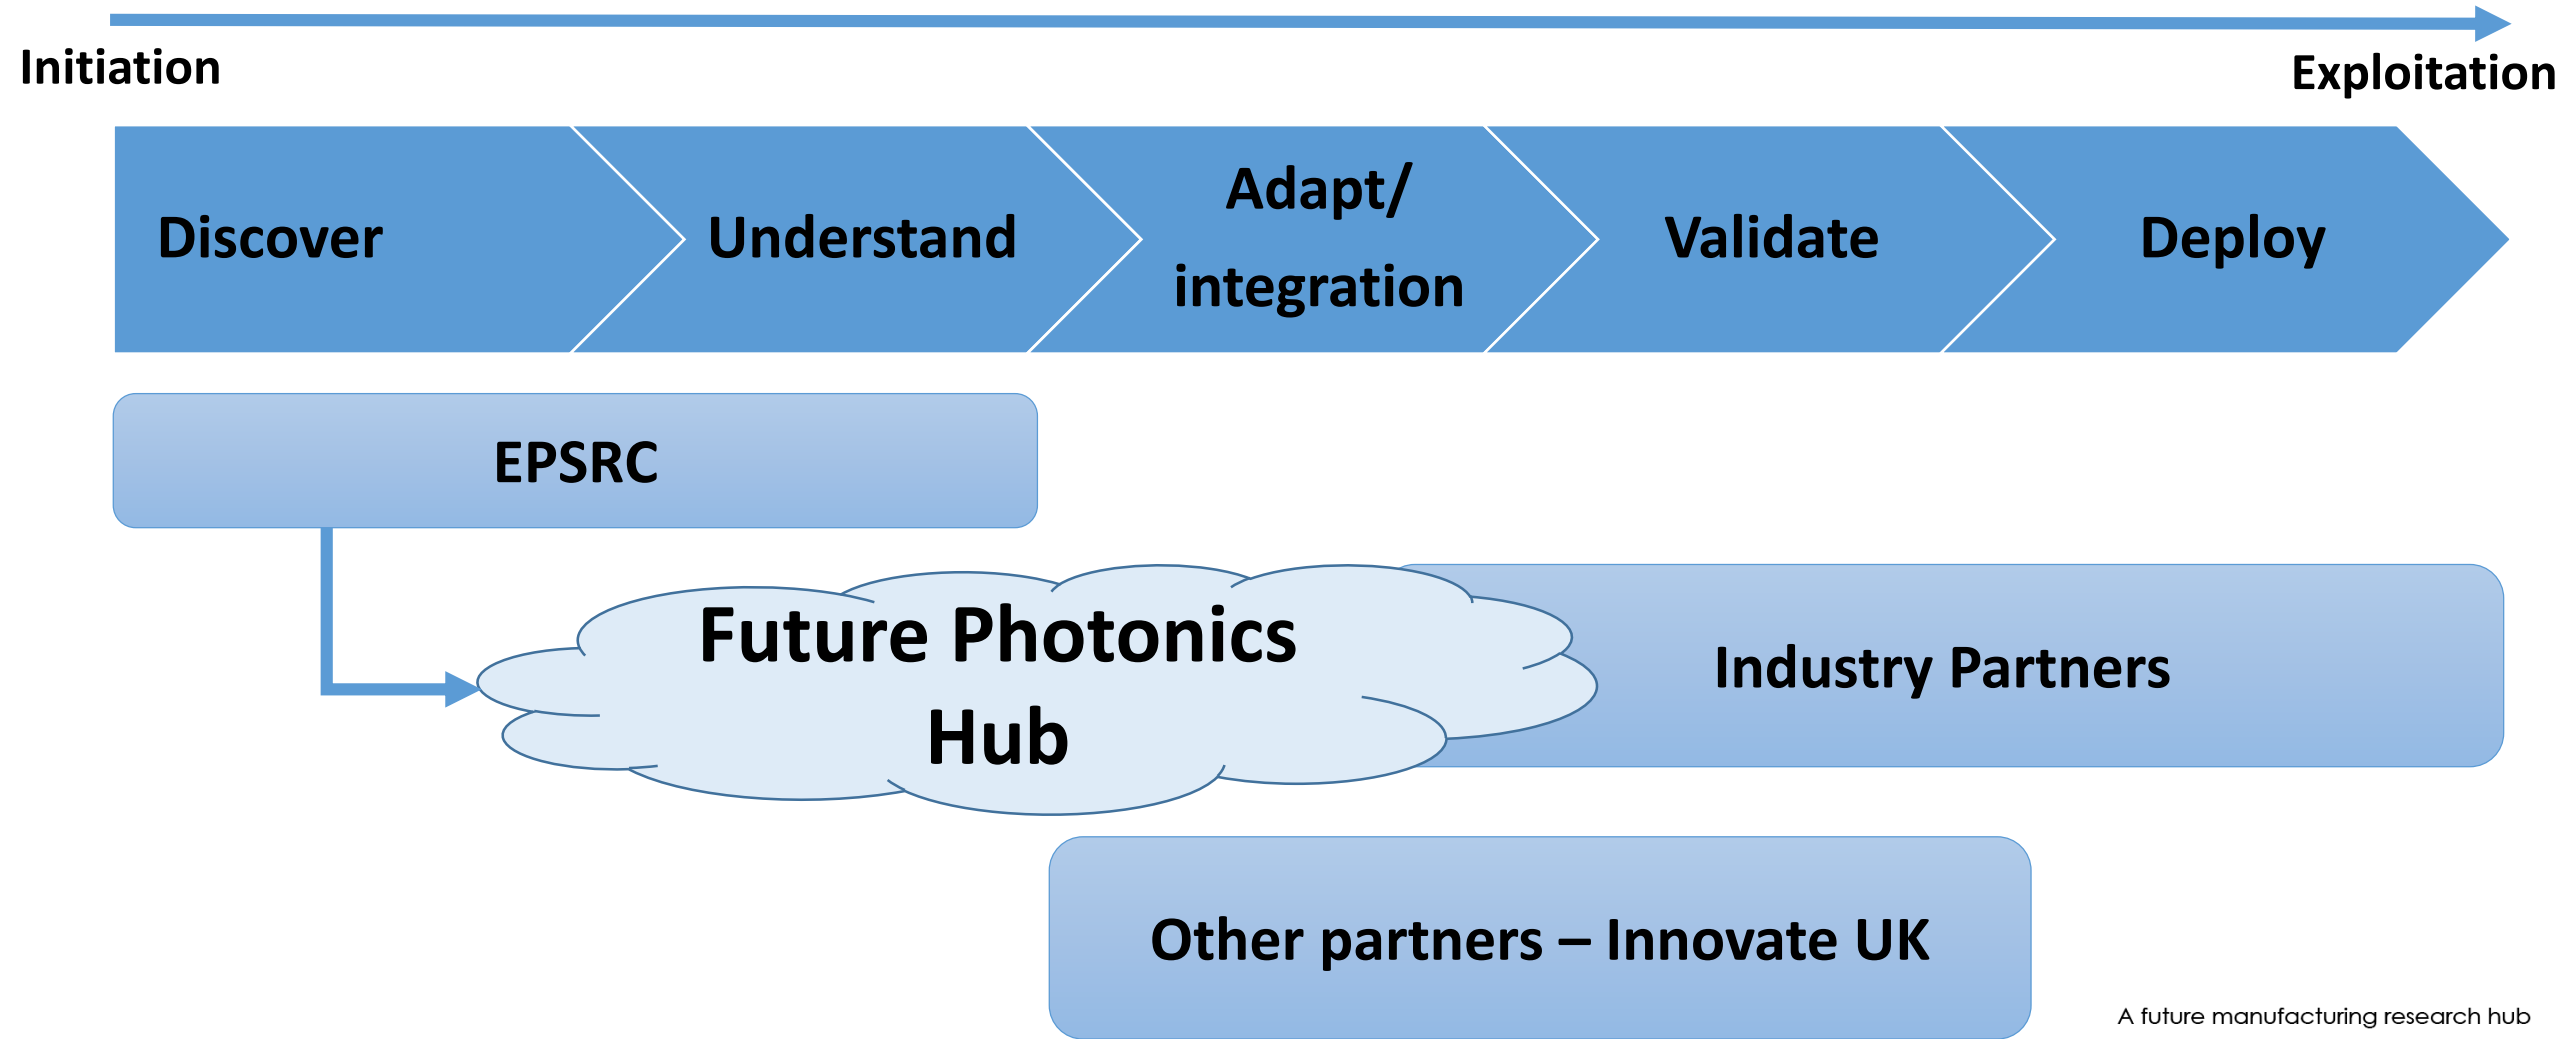 Initiation
Exploitation
Discover
Understand
Adapt/
integration
Validate
Deploy
EPSRC
Future Photonics
Hub
Industry Partners
Other partners – Innovate UK
A future manufacturing research hub